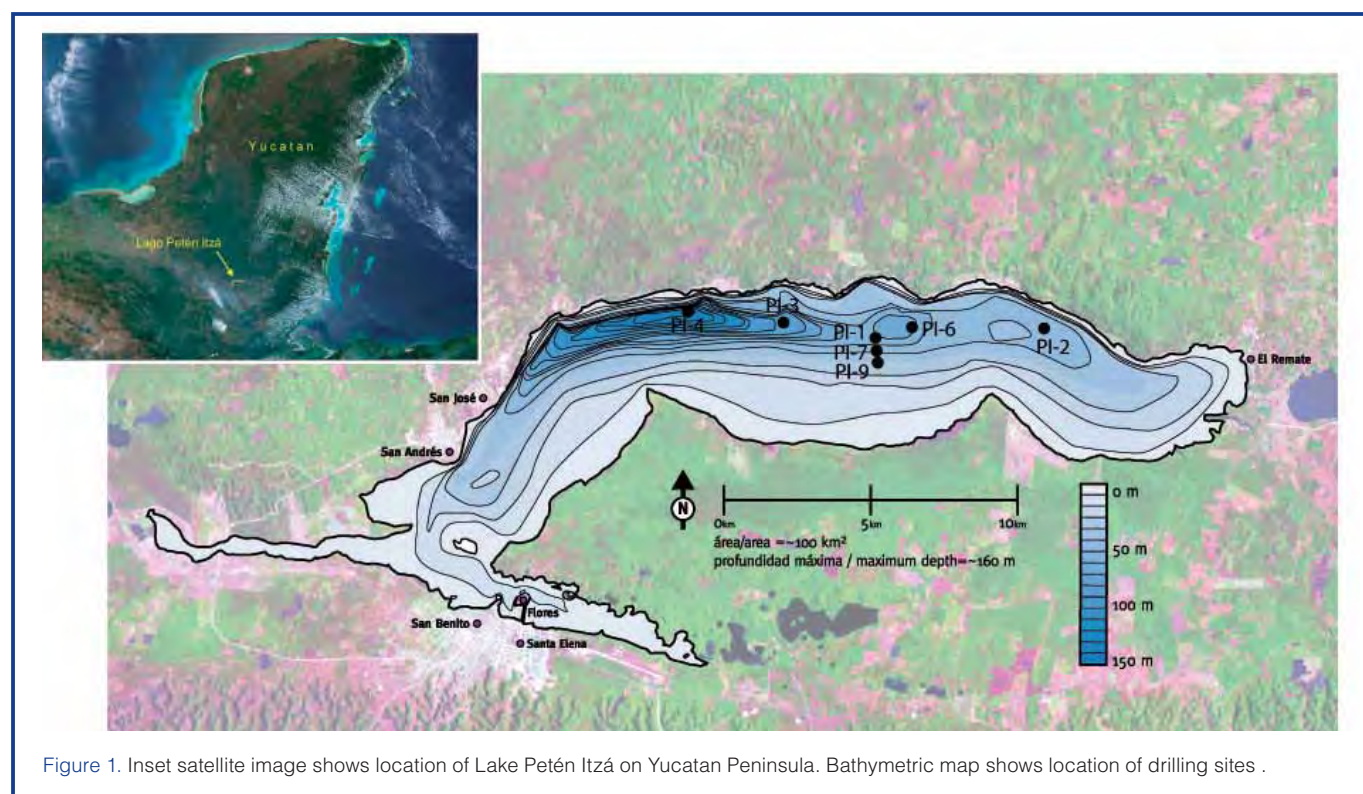 Yucatan
Lago Petén Itzá
PI-3
PI-4
PI-1
PI-6
PI-7
PI-2
PI-9
El Remate
San José
San Andrés
N
0km 5km 10km
área/area =~100 km²
profundidad máxima / maximum depth=~160 m
0 m
50 m
100 m
150 m
Flores
San Benito
Santa Elena
Figure 1. Inset satellite image shows location of Lake Petén Itzá on Yucatan Peninsula. Bathymetric map shows location of drilling sites .